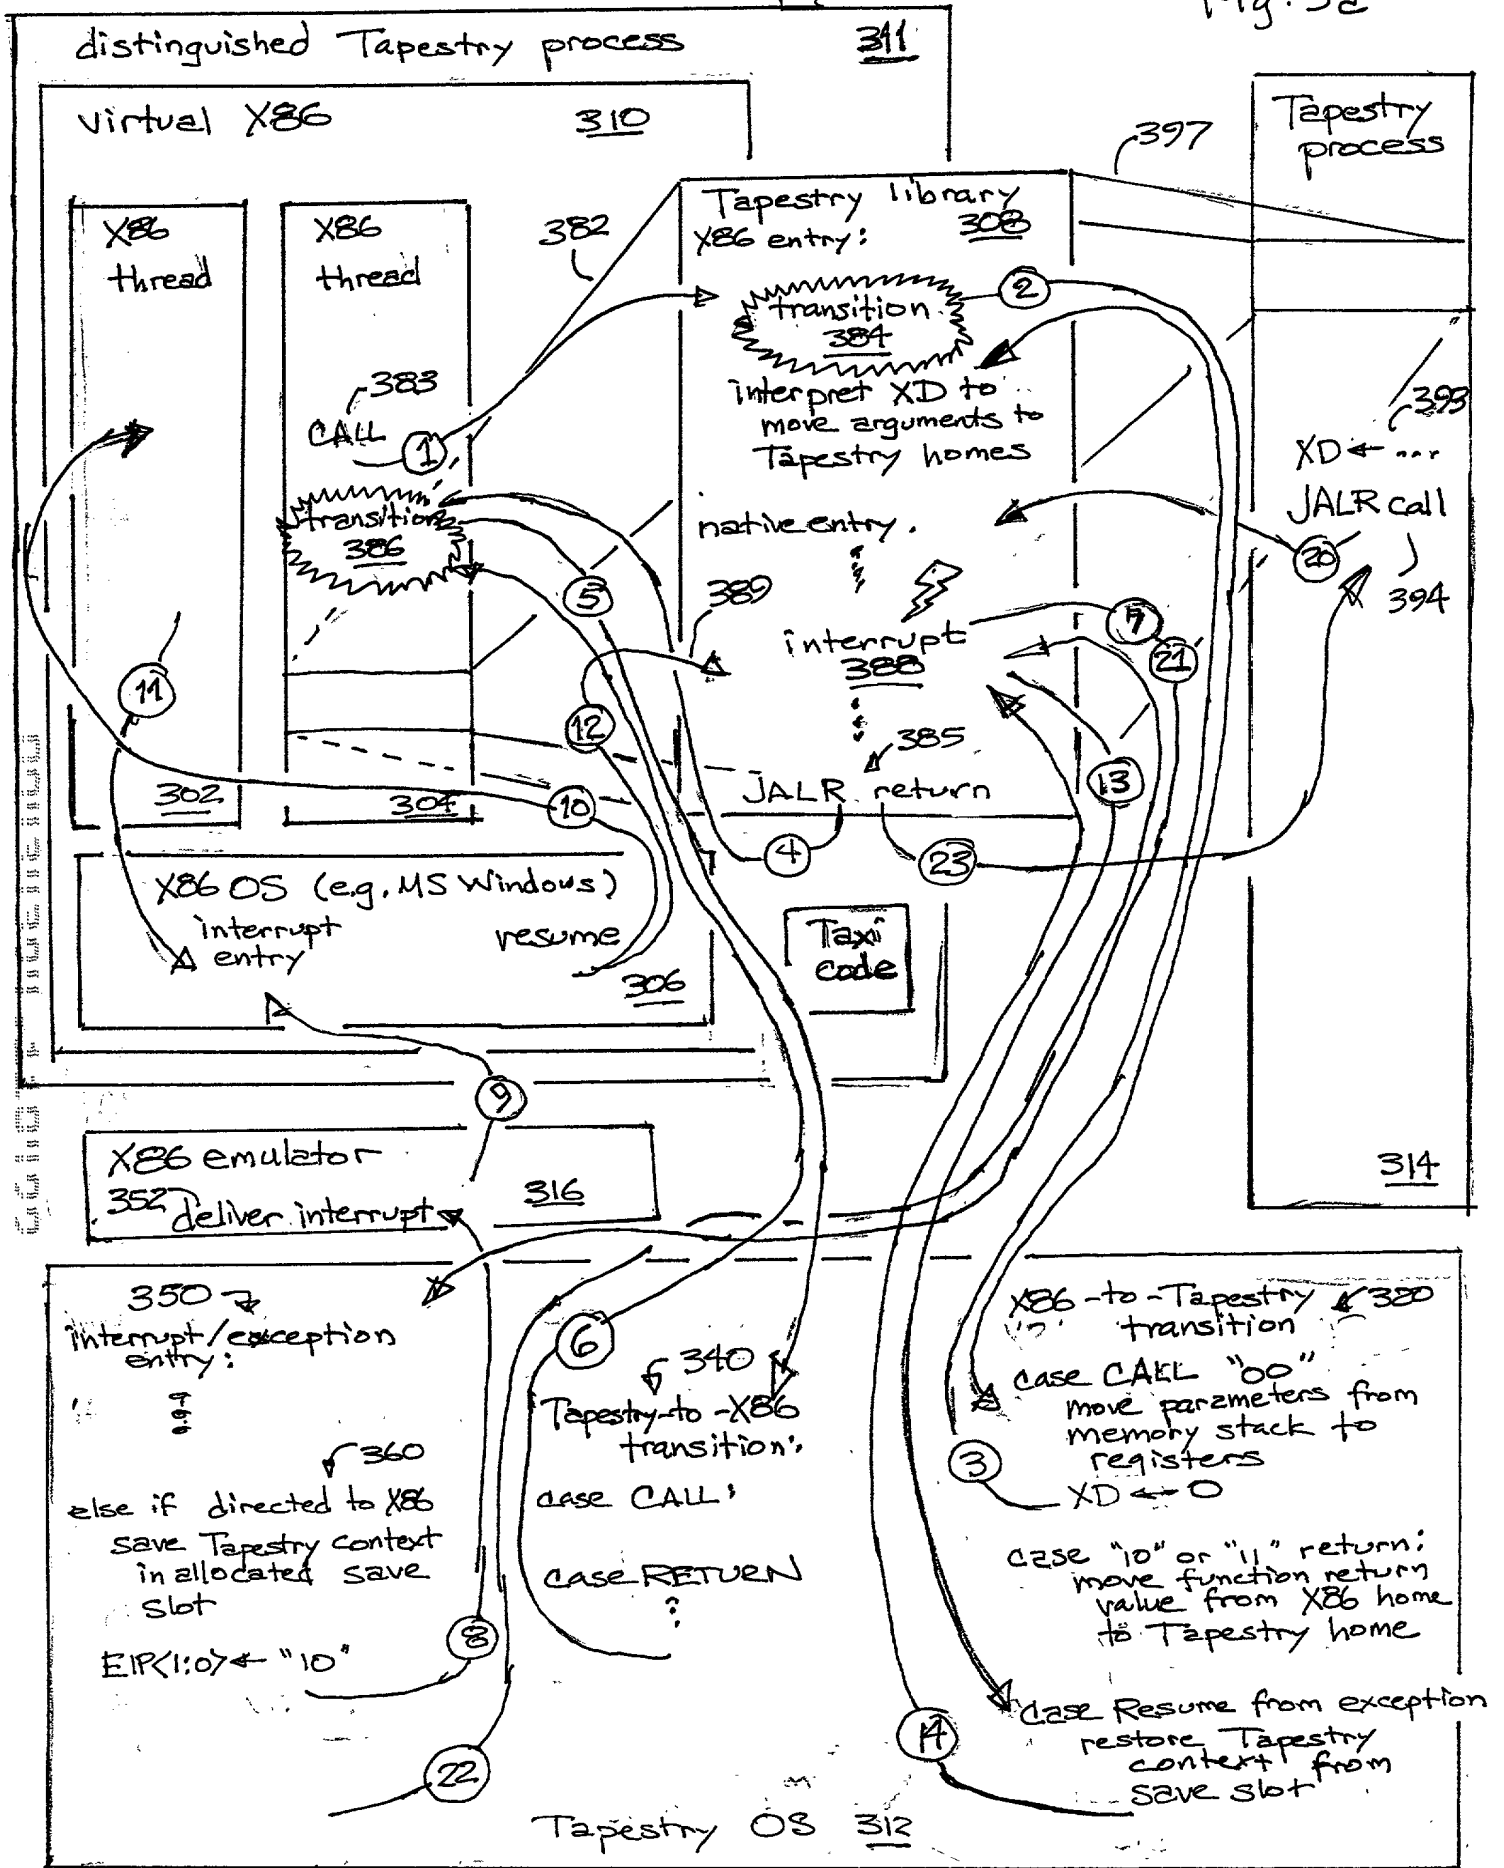 Fig. 3a
distinguished Tapestry process 311
virtual X86 310
Tapestry
process
397
X86
thread
X86
thread
382
Tapestry library
308
X86 entry:
2
transition
384
383
CALL
1
interpret XD to
move arguments to
Tapestry homes
393
XD ← ...
JALR call
20
394
transition
386
native entry.
5
389
7
interrupt
388
21
11
12
385
13
JALR return
302
304
10
4
23
X86 OS (e.g. MS Windows)
interrupt
entry
resume
306
Taxi
code
9
X86 emulator
316
352
deliver interrupt
314
350
interrupt/exception
entry:
360
else if directed to X86
save Tapestry context
in allocated save
slot
8
EIP<1:0> ← "10"
22
6
340
Tapestry-to-X86
transition:
case CALL:
case RETURN
X86-to-Tapestry 320
transition
case CALL "00"
move parameters from
memory stack to
registers
3
XD ← 0
case "10" or "11" return:
move function return
value from X86 home
to Tapestry home
14
case Resume from exception
restore Tapestry
context from
save slot
Tapestry OS 312